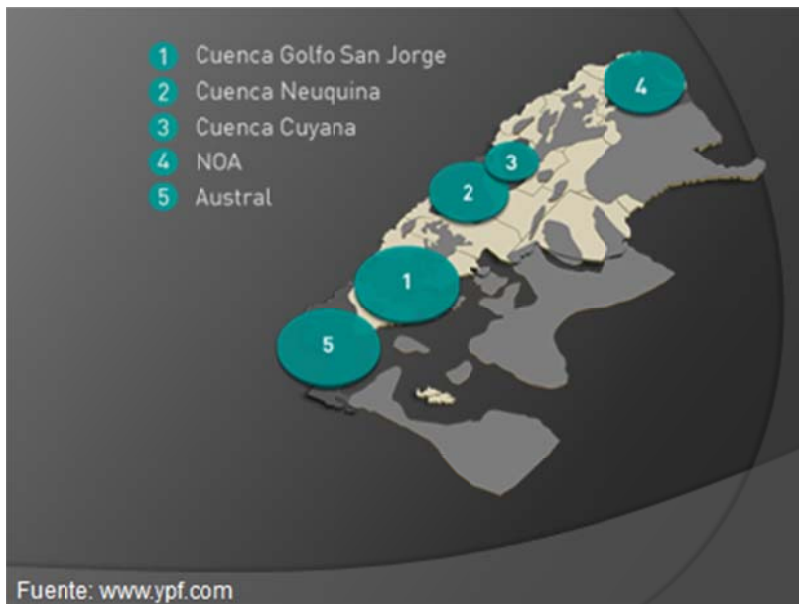 1 Cuenca Golfo San Jorge
2 Cuenca Neuquina
3 Cuenca Cuyana
4 NOA
5 Austral
4
3
2
1
5
Fuente: www.ypf.com